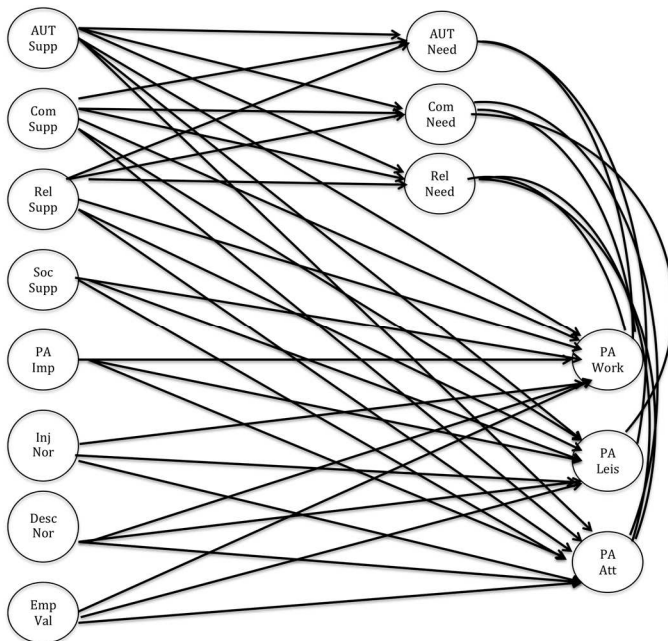 AUT
Supp
AUT
Need
Com
Supp
Com
Need
Rel
Supp
Rel
Need
Soc
Supp
PA
Imp
PA
Work
Inj
Nor
PA
Leis
Desc
Nor
PA
Att
Emp
Val